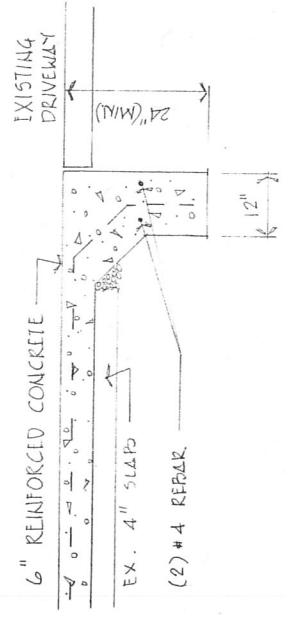 EXISTING
DRIVEWAY
6" REINFORCED CONCRETE
24"(MIN)
EX. 4" SLAB
(2) #4 REBAR.
12"